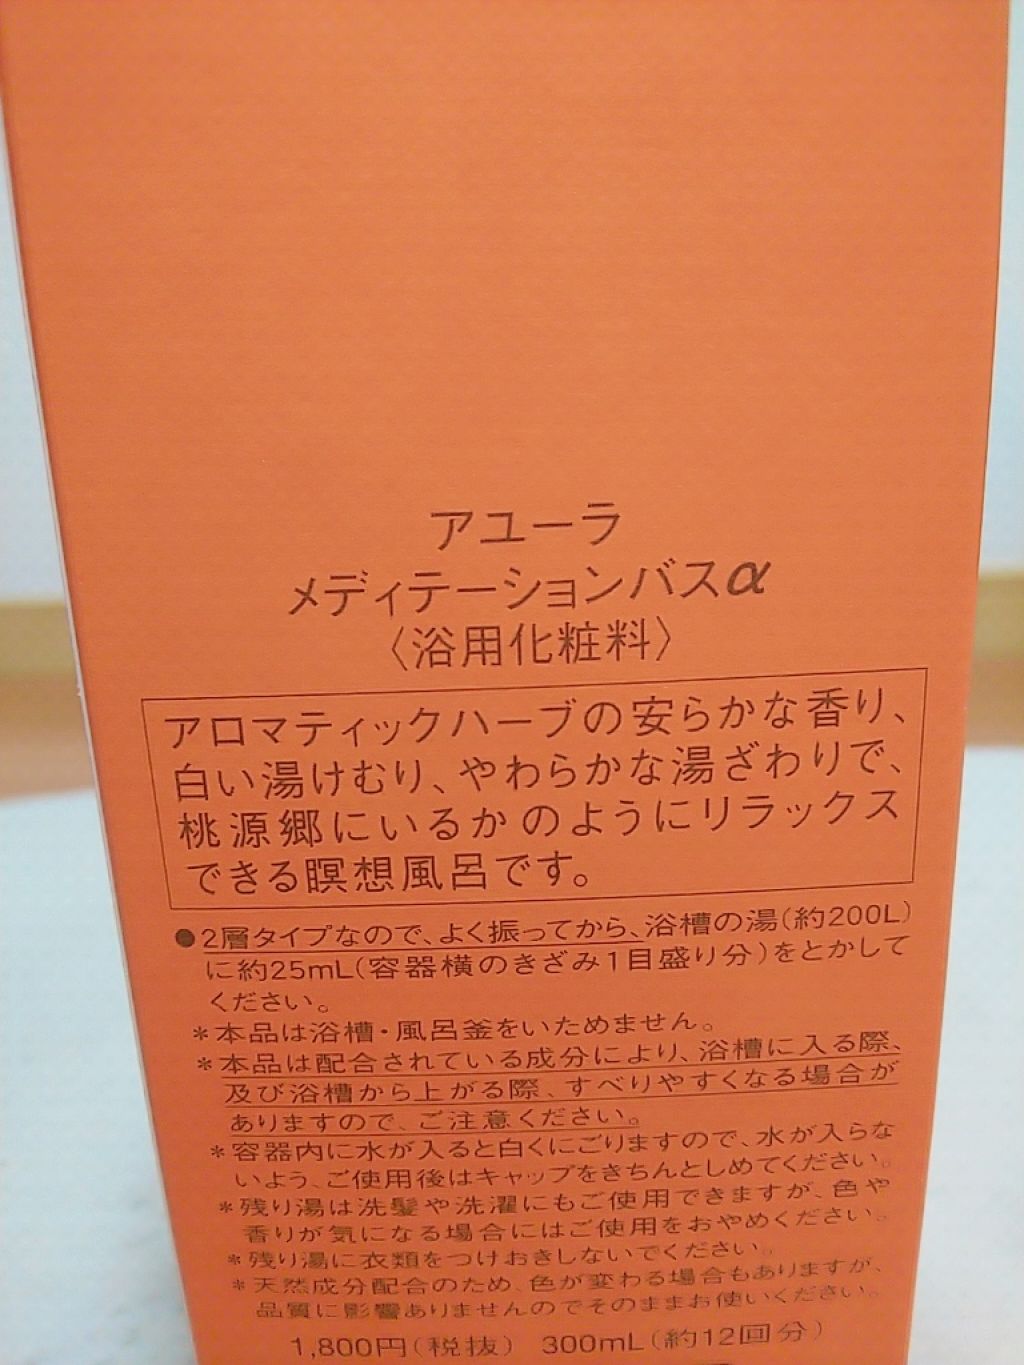 アユーラ
メディテーションバスα
〈浴用化粧料〉
アロマティックハーブの安らかな香り、
白い湯けむり、やわらかな湯ざわりで、
桃源郷にいるかのようにリラックス
できる瞑想風呂です。
●2層タイプなので、よく振ってから、浴槽の湯(約200L)
に約25mL(容器横のきざみ1目盛り分)をとかして
ください。
*本品は浴槽・風呂釜をいためません。
*本品は配合されている成分により、浴槽に入る際、
及び浴槽から上がる際、すべりやすくなる場合が
ありますので、ご注意ください。
*容器内に水が入ると白くにごりますので、水が入らな
いよう、ご使用後はキャップをきちんとしめてください。
*残り湯は洗髪や洗濯にもご使用できますが、色や
香りが気になる場合にはご使用をおやめください。
*残り湯に衣類をつけおきしないでください。
*天然成分配合のため、色が変わる場合もありますが、
品質に影響ありませんのでそのままお使いください。
1,800円(税抜) 300mL(約12回分)